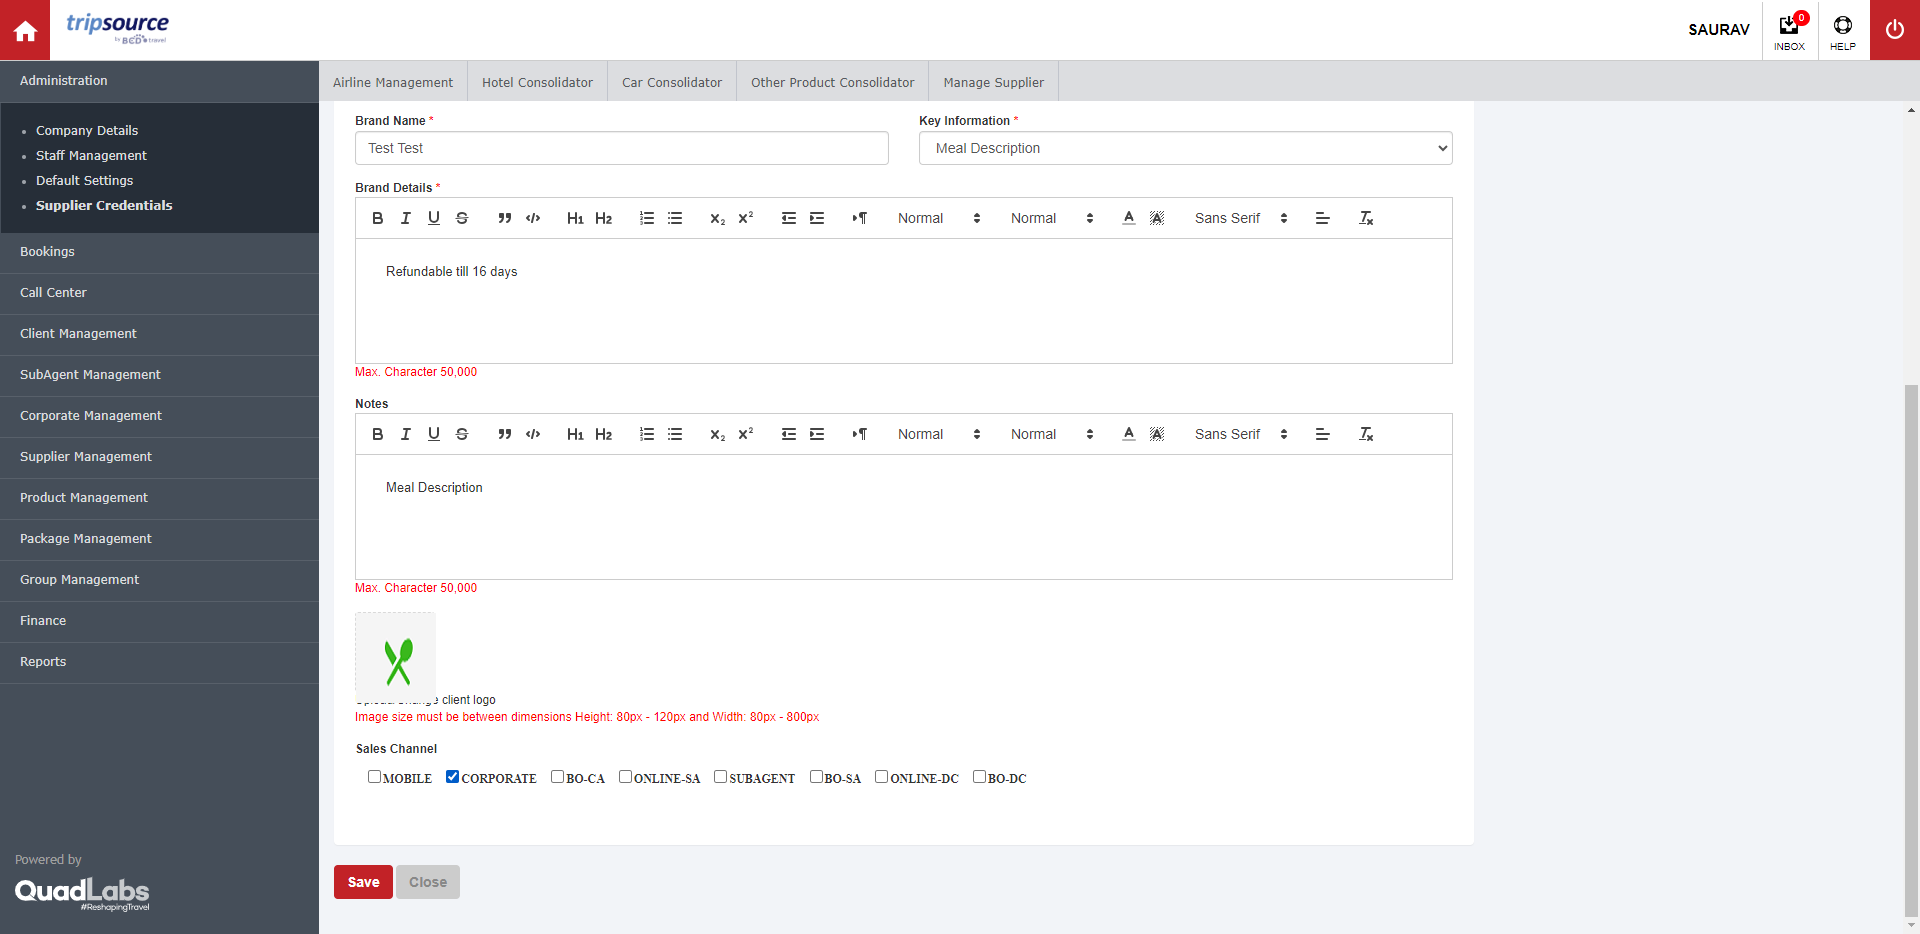 tripsource
by BCD travel
SAURAV
0
INBOX
HELP
Administration
Company Details
Staff Management
Default Settings
Supplier Credentials
Bookings
Call Center
Client Management
SubAgent Management
Corporate Management
Supplier Management
Product Management
Package Management
Group Management
Finance
Reports
Powered by
QuadLabs
#ReshapingTravel
Airline Management
Hotel Consolidator
Car Consolidator
Other Product Consolidator
Manage Supplier
Brand Name *
Key Information *
Test Test
Meal Description
Brand Details *
B I U S H1 H2 x2 x2 Normal Normal A A Sans Serif Tx
Refundable till 16 days
Max. Character 50,000
Notes
B I U S H1 H2 x2 x2 Normal Normal A A Sans Serif Tx
Meal Description
Max. Character 50,000
client logo
Image size must be between dimensions Height: 80px - 120px and Width: 80px - 800px
Sales Channel
MOBILE CORPORATE BO-CA ONLINE-SA SUBAGENT BO-SA ONLINE-DC BO-DC
Save
Close